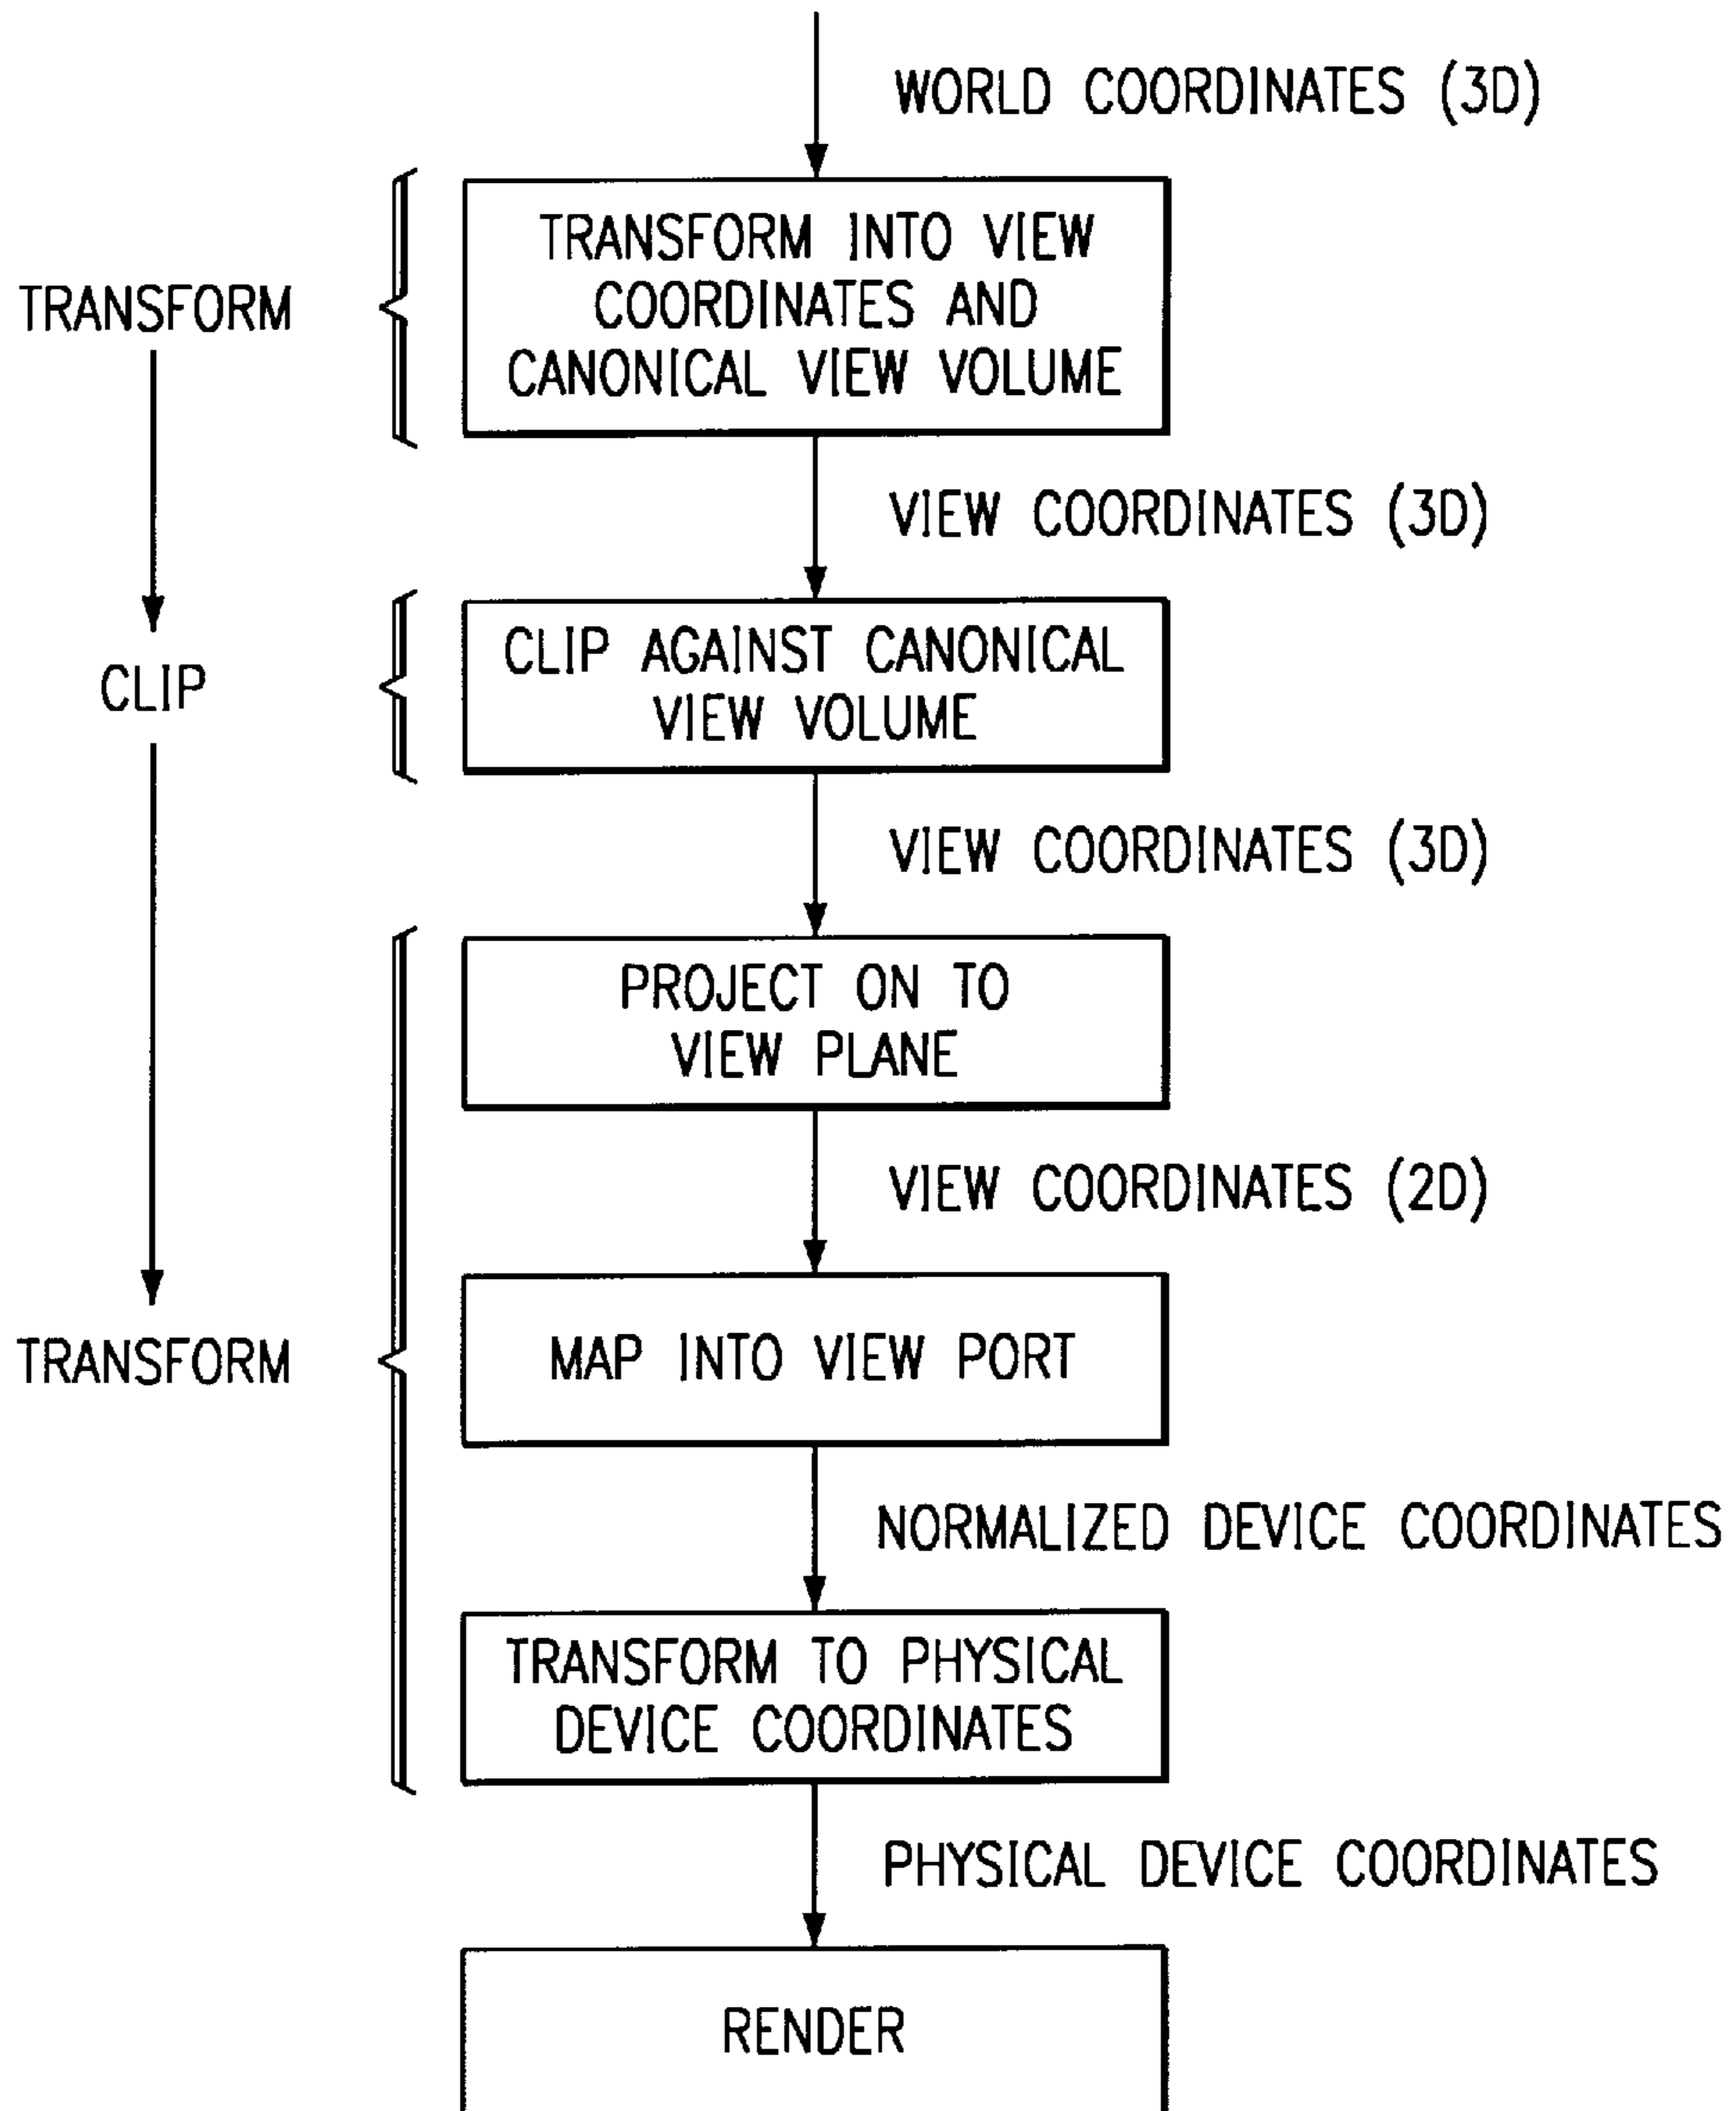 WORLD COORDINATES (3D)
TRANSFORM INTO VIEW
COORDINATES AND
CANONICAL VIEW VOLUME
TRANSFORM
VIEW COORDINATES (3D)
CLIP AGAINST CANONICAL
VIEW VOLUME
CLIP
VIEW COORDINATES (3D)
PROJECT ON TO
VIEW PLANE
VIEW COORDINATES (2D)
MAP INTO VIEW PORT
TRANSFORM
NORMALIZED DEVICE COORDINATES
TRANSFORM TO PHYSICAL
DEVICE COORDINATES
PHYSICAL DEVICE COORDINATES
RENDER